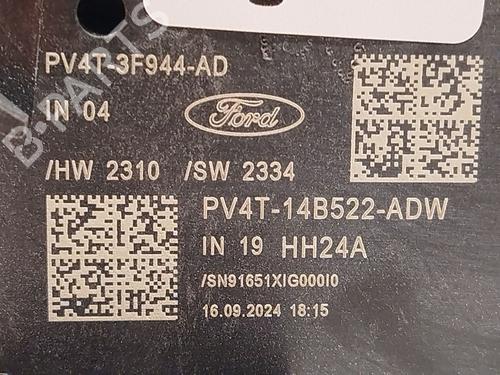 PV4T-3F944-AD
IN 04
Ford
/HW 2310 /SW 2334
PV4T-14B522-ADW
IN 19 HH24A
/SN91651XIG000I0
16.09.2024 18:15
B-PARTS